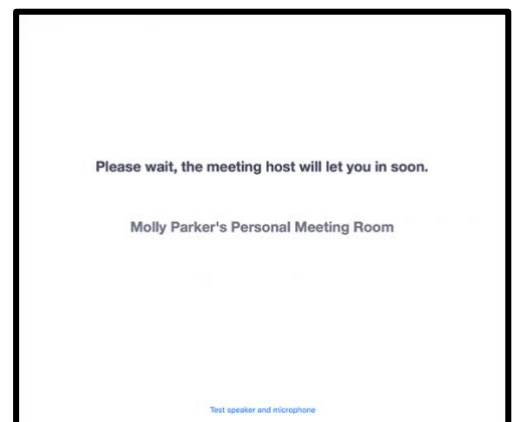 Please wait, the meeting host will let you in soon.
Molly Parker's Personal Meeting Room
Test speaker and microphone